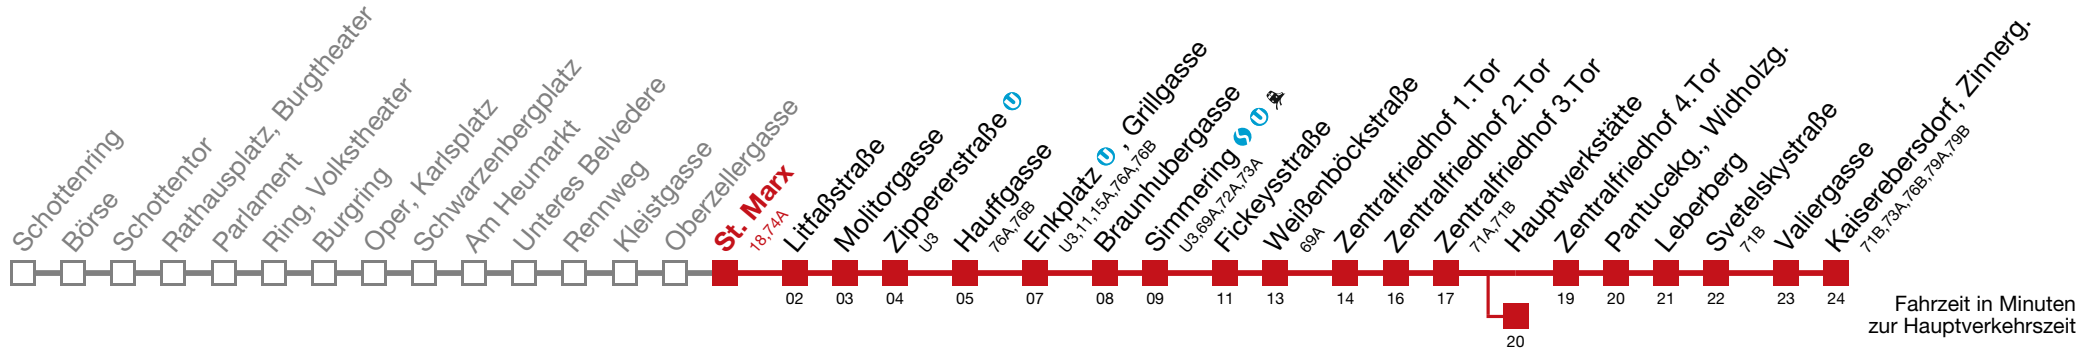 Schottenring
Börse
Schottentor
Rathausplatz, Burgtheater
Parlament
Ring, Volkstheater
Burgring
Oper, Karlsplatz
Schwarzenbergplatz
Am Heumarkt
Unteres Belvedere
Rennweg
Kleistgasse
Oberzellergasse
St. Marx
18,74A
Litfaßstraße
Molitorgasse
Zippererstraße U
U3
Hauffgasse
76A,76B
Enkplatz U, Grillgasse
U3,11,15A,76A,76B
Braunhubergasse
Simmering S U
U3,69A,72A,73A
Fickeysstraße
Weißenböckstraße
69A
Zentralfriedhof 1.Tor
Zentralfriedhof 2.Tor
Zentralfriedhof 3.Tor
71A,71B
Hauptwerkstätte
Zentralfriedhof 4.Tor
Pantucekg., Widholzg.
Leberberg
Svetelskystraße
71B
Valiergasse
Kaiserebersdorf, Zinnerg.
71B,73A,76B,79A,79B
02 03 04 05 07 08 09 11 13 14 16 17 19 20 21 22 23 24
20
Fahrzeit in Minuten
zur Hauptverkehrszeit